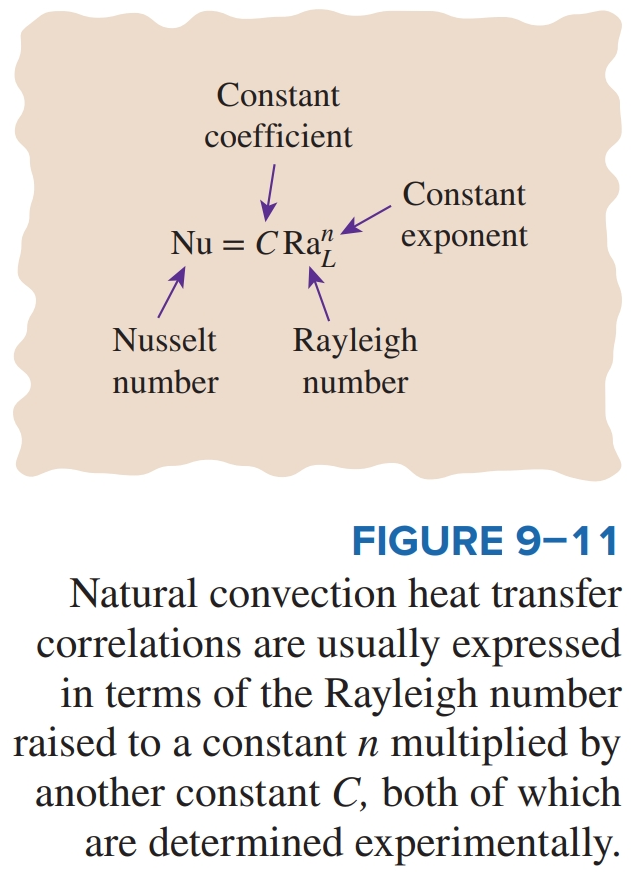 Constant
coefficient
Constant
exponent
Nu = C Ra_L^n
Nusselt
number
Rayleigh
number
FIGURE 9–11
Natural convection heat transfer
correlations are usually expressed
in terms of the Rayleigh number
raised to a constant n multiplied by
another constant C, both of which
are determined experimentally.